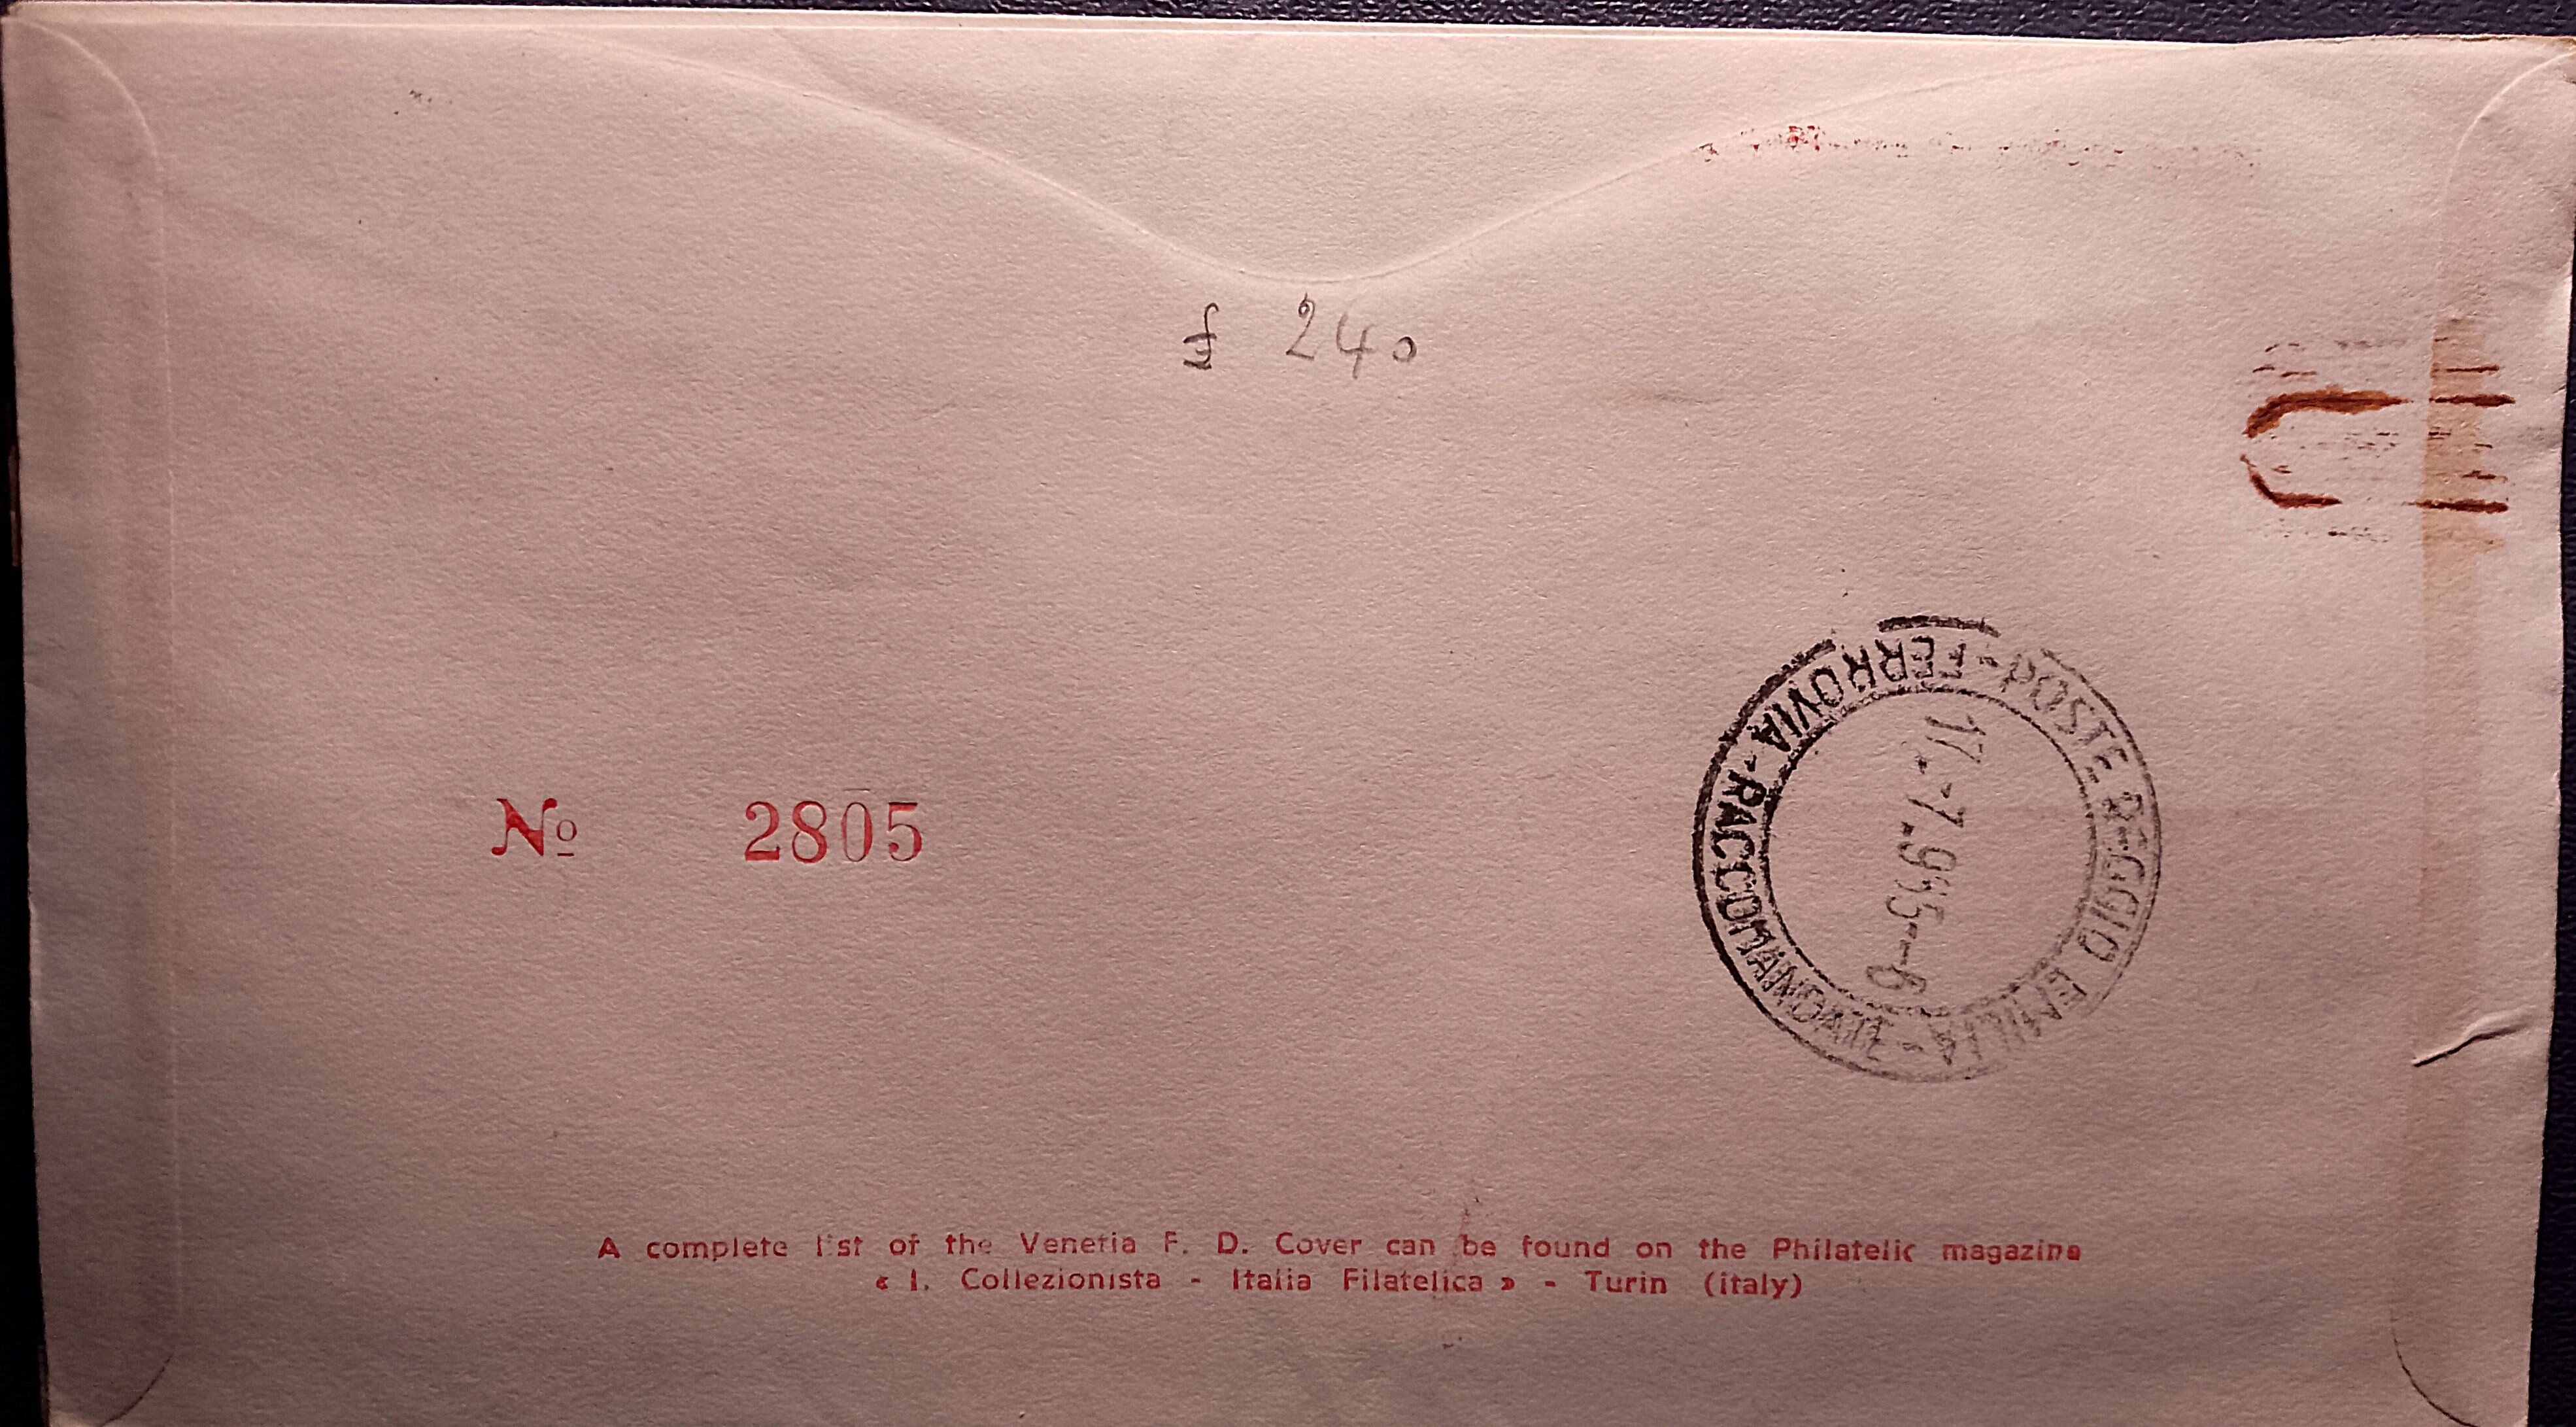 £ 240
POSTE REGGIO EMILIA - FERROVIA - RACCOMANDATE -
17.-7.955--6
No 2805
A complete list of the Venetia F. D. Cover can be found on the Philatelic magazine
« Il Collezionista - Italia Filatelica » - Turin (italy)